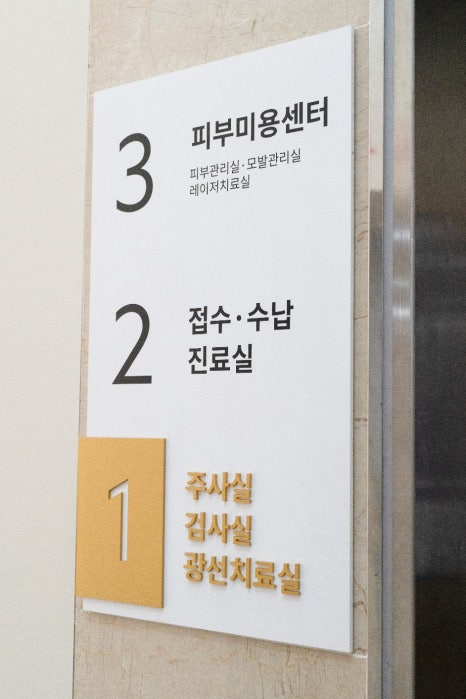 3
피부미용센터
피부관리실·모발관리실
레이저치료실
2
접수·수납
진료실
1
주사실
검사실
광선치료실